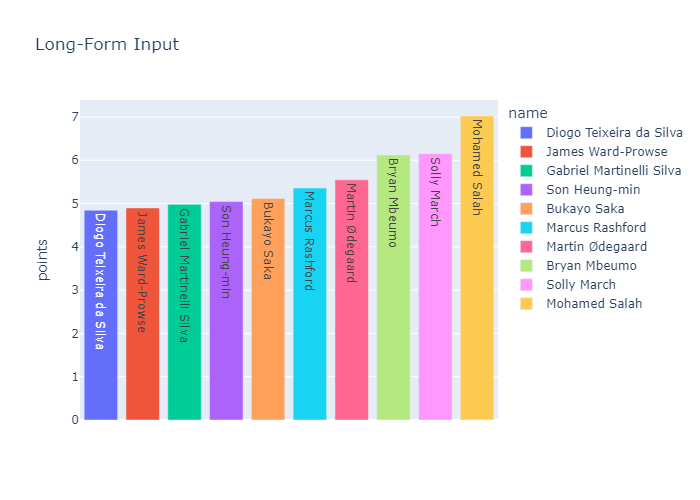 Long-Form Input
points
7
6
5
4
3
2
1
0
Diogo Teixeira da Silva
James Ward-Prowse
Gabriel Martinelli Silva
Son Heung-min
Bukayo Saka
Marcus Rashford
Martin Ødegaard
Bryan Mbeumo
Solly March
Mohamed Salah
name
Diogo Teixeira da Silva
James Ward-Prowse
Gabriel Martinelli Silva
Son Heung-min
Bukayo Saka
Marcus Rashford
Martin Ødegaard
Bryan Mbeumo
Solly March
Mohamed Salah